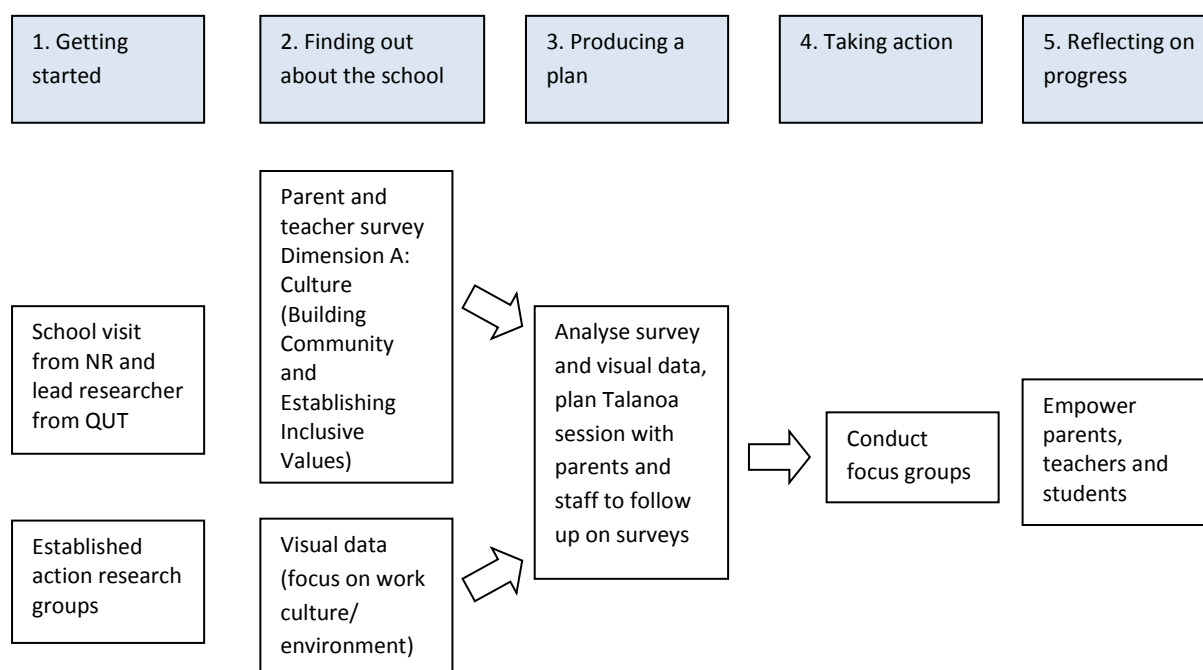 1. Getting
started
2. Finding out
about the school
3. Producing a
plan
4. Taking action
5. Reflecting on
progress
School visit
from NR and
lead researcher
from QUT
Established
action research
groups
Parent and
teacher survey
Dimension A:
Culture
(Building
Community
and
Establishing
Inclusive
Values)
Visual data
(focus on work
culture/
environment)
Analyse survey
and visual data,
plan Talanoa
session with
parents and
staff to follow
up on surveys
Conduct
focus groups
Empower
parents,
teachers and
students